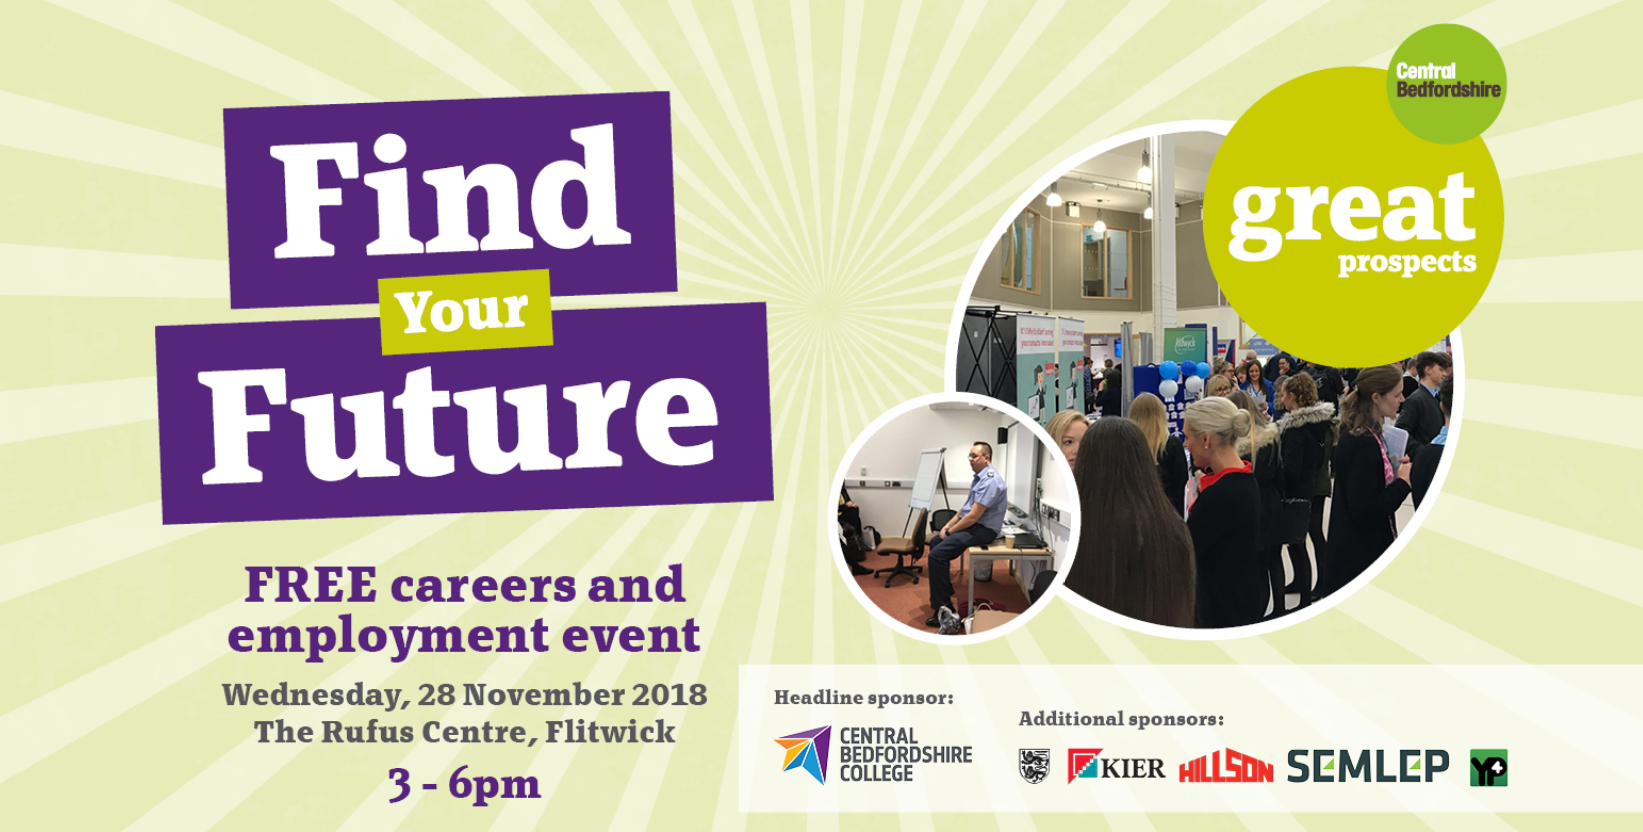 Find
Your
Future
FREE careers and
employment event
Wednesday, 28 November 2018
The Rufus Centre, Flitwick
3 - 6pm
Central
Bedfordshire
great
prospects
Headline sponsor:
CENTRAL
BEDFORDSHIRE
COLLEGE
Additional sponsors:
KIER
HILLSON
SEMLEP
YP+